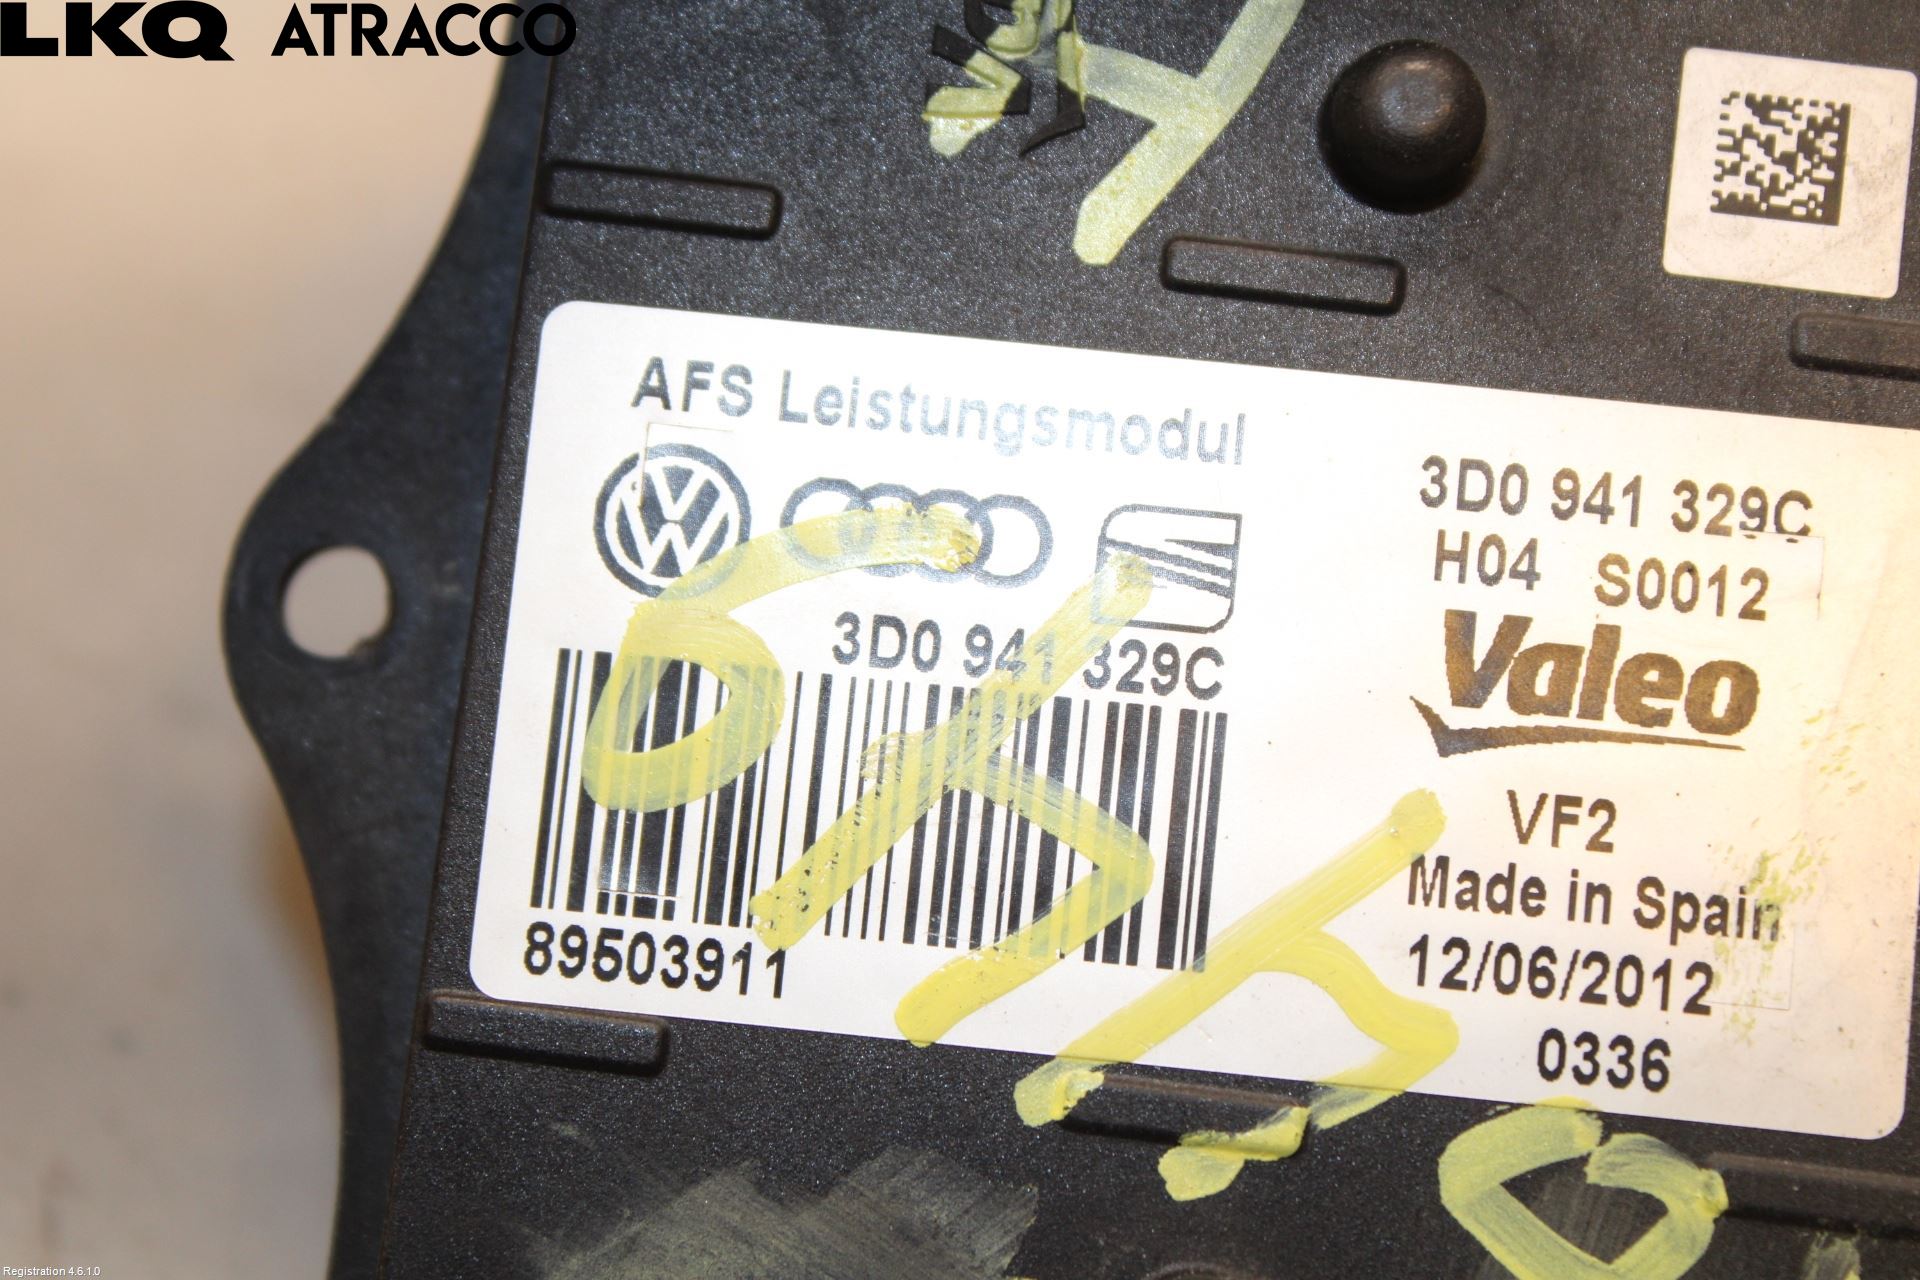 LKQ ATRACCO
AFS Leistungsmodul
3D0 941 329C
H04 S0012
3D0 941 329C
Valeo
VF2
Made in Spain
12/06/2012
89503911
0336
Registration 4.6.1.0